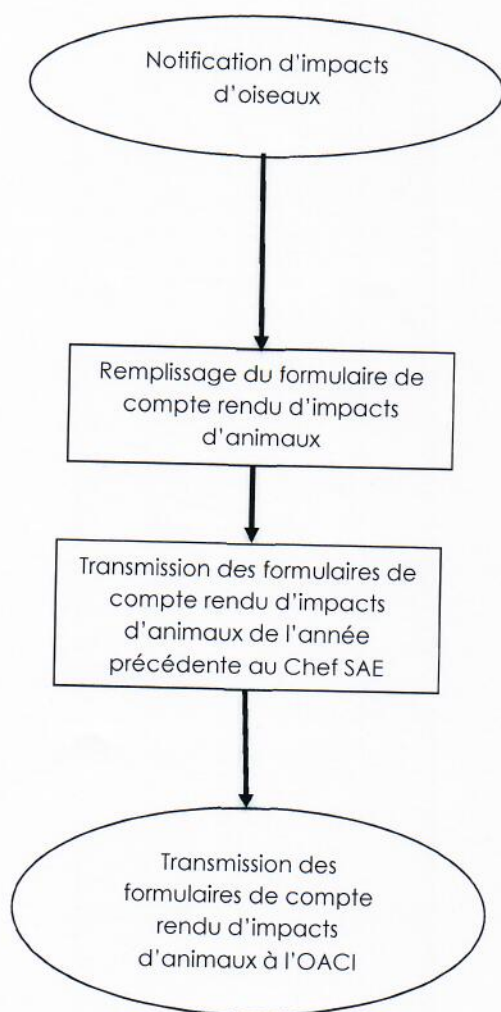 Notification d'impacts
d'oiseaux
Remplissage du formulaire de
compte rendu d'impacts
d'animaux
Transmission des formulaires de
compte rendu d'impacts
d'animaux de l'année
précédente au Chef SAE
Transmission des
formulaires de compte
rendu d'impacts
d'animaux à l'OACI